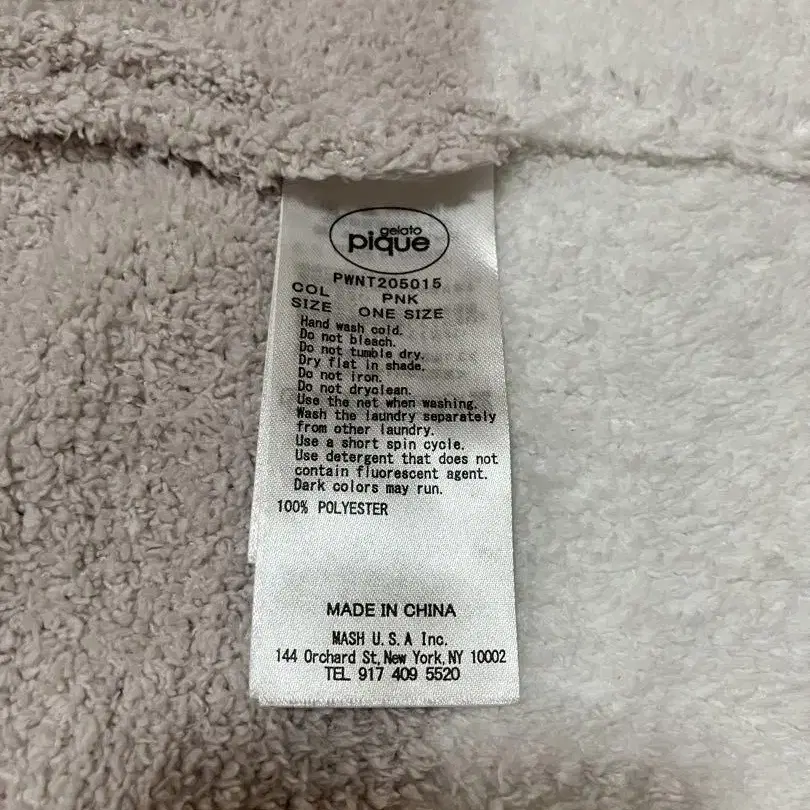 gelato
pique
PWNT205015
COL PNK
SIZE ONE SIZE
Hand wash cold.
Do not bleach.
Do not tumble dry.
Dry flat in shade.
Do not iron.
Do not dryclean.
Use the net when washing.
Wash the laundry separately
from other laundry.
Use a short spin cycle.
Use detergent that does not
contain fluorescent agent.
Dark colors may run.
100% POLYESTER
MADE IN CHINA
MASH U.S.A Inc.
144 Orchard St, New York, NY 10002
TEL 917 409 5520